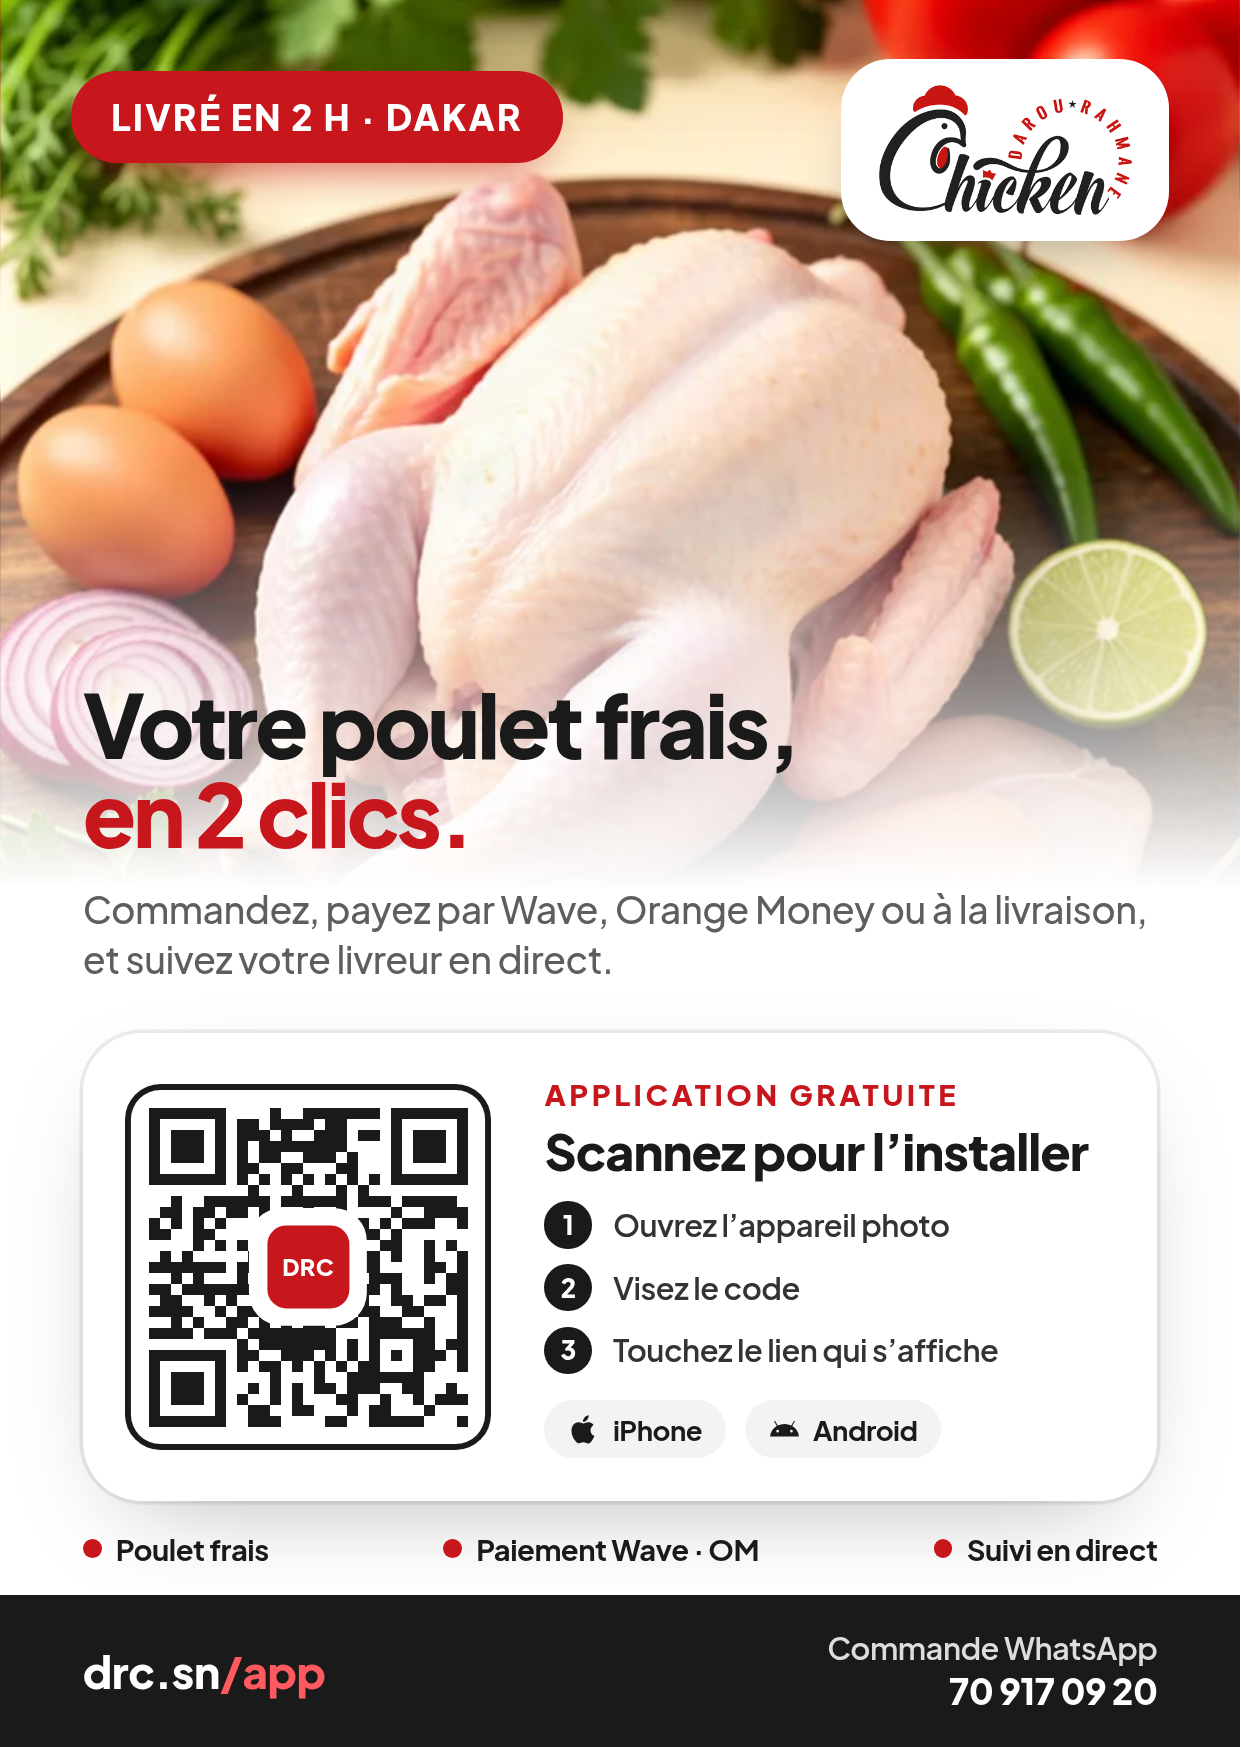 LIVRÉ EN 2 H · DAKAR
DAROU★RAHMANE
Chicken
Votre poulet frais,
en 2 clics.
Commandez, payez par Wave, Orange Money ou à la livraison,
et suivez votre livreur en direct.
DRC
APPLICATION GRATUITE
Scannez pour l’installer
1 Ouvrez l’appareil photo
2 Visez le code
3 Touchez le lien qui s’affiche
iPhone Android
Poulet frais Paiement Wave · OM Suivi en direct
drc.sn/app
Commande WhatsApp
70 917 09 20